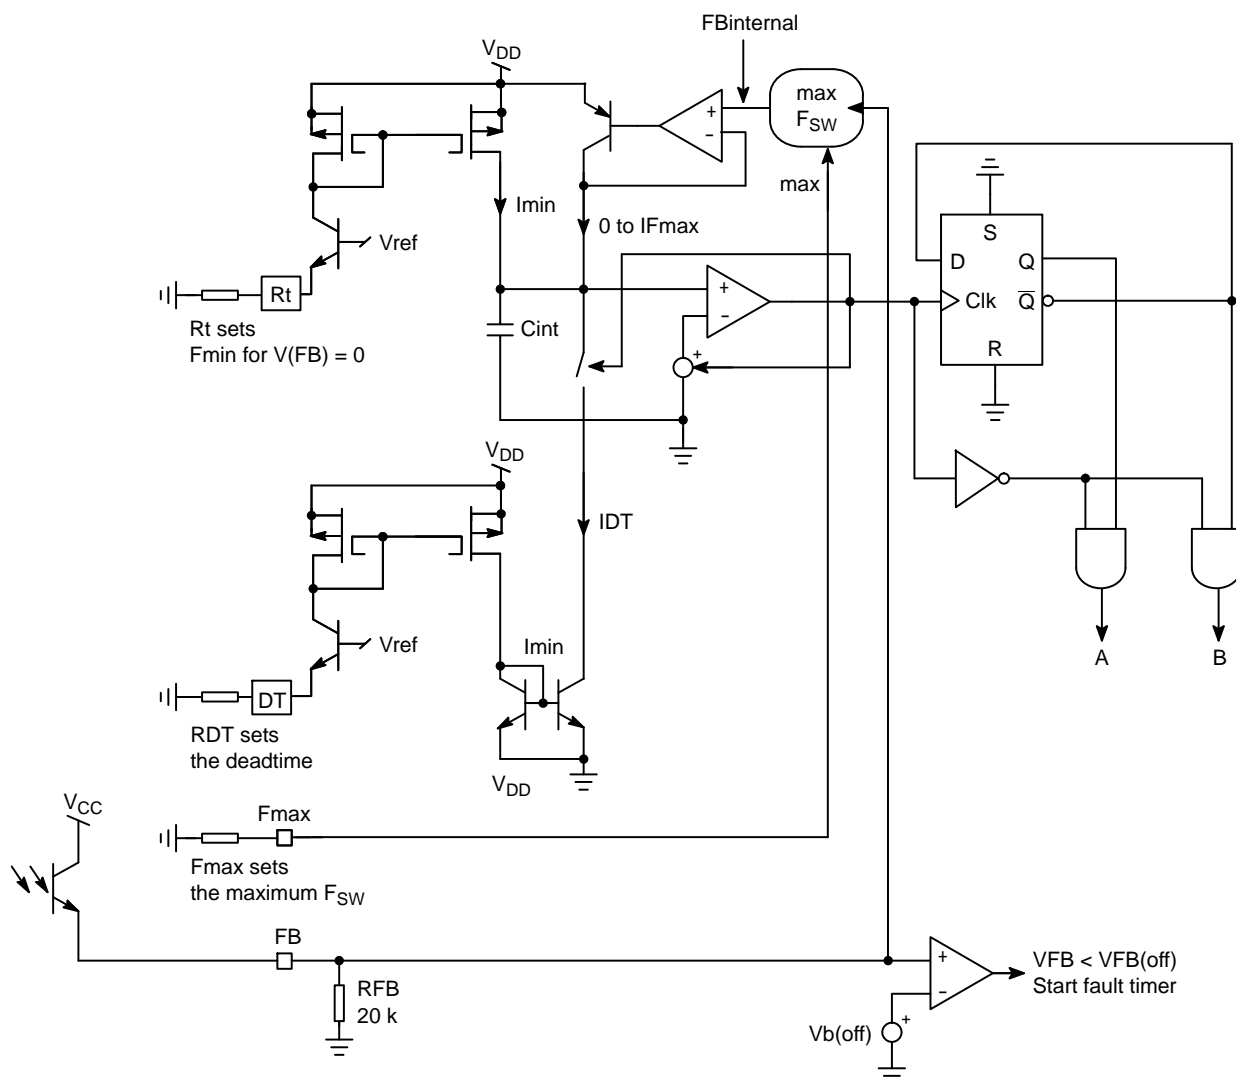 FBinternal
VDD
max
FSW
+
−
max
Imin
0 to IFmax
Vref
Rt
Rt sets
Fmin for V(FB) = 0
Cint
+
−
+
S
D
Q
Clk
Q
R
VDD
IDT
Vref
Imin
DT
RDT sets
the deadtime
VDD
A
B
VCC
Fmax
Fmax sets
the maximum FSW
FB
RFB
20 k
+
−
VFB < VFB(off)
Start fault timer
+
Vb(off)